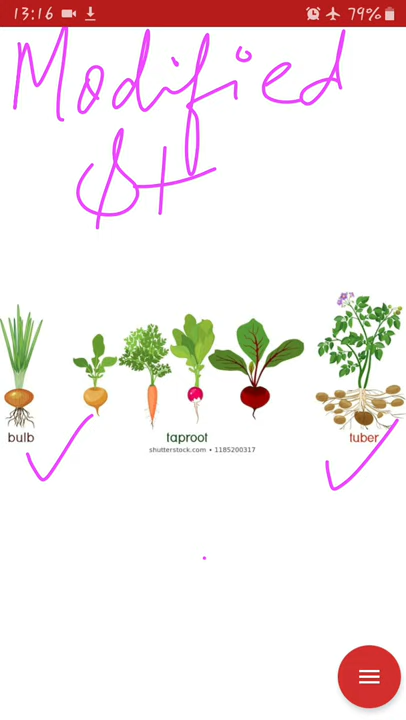 13:16 79%
Modified
St
bulb taproot tuber
shutterstock.com • 1185200317